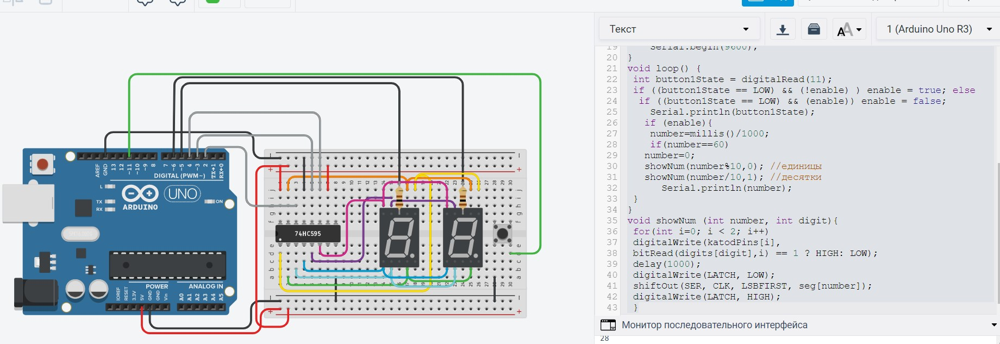 Текст
1 (Arduino Uno R3)
19 Serial.begin(9600);
20 }
21 void loop() {
22 int button1State = digitalRead(11);
23 if ((button1State == LOW) && (!enable) ) enable = true; else
24 if ((button1State == LOW) && (enable)) enable = false;
25 Serial.println(button1State);
26 if (enable){
27 number=millis()/1000;
28 if(number==60)
29 number=0;
30 showNum(number%10,0); //единицы
31 showNum(number/10,1); //десятки
32 Serial.println(number);
33 }
34 }
35 void showNum (int number, int digit){
36 for(int i=0; i < 2; i++)
37 digitalWrite(katodPins[i],
38 bitRead(digits[digit],i) == 1 ? HIGH: LOW);
39 delay(1000);
40 digitalWrite(LATCH, LOW);
41 shiftOut(SER, CLK, LSBFIRST, seg[number]);
42 digitalWrite(LATCH, HIGH);
43 }
Монитор последовательного интерфейса
28
AREF GND 13 12 ~11 ~10 ~9 8 7 ~6 ~5 4 ~3 2 TX→1 RX←0
DIGITAL (PWM~)
L
TX
RX
UNO
ARDUINO
ON
POWER
ANALOG IN
IOREF RESET 3.3V 5V GND GND Vin A0 A1 A2 A3 A4 A5
74HC595